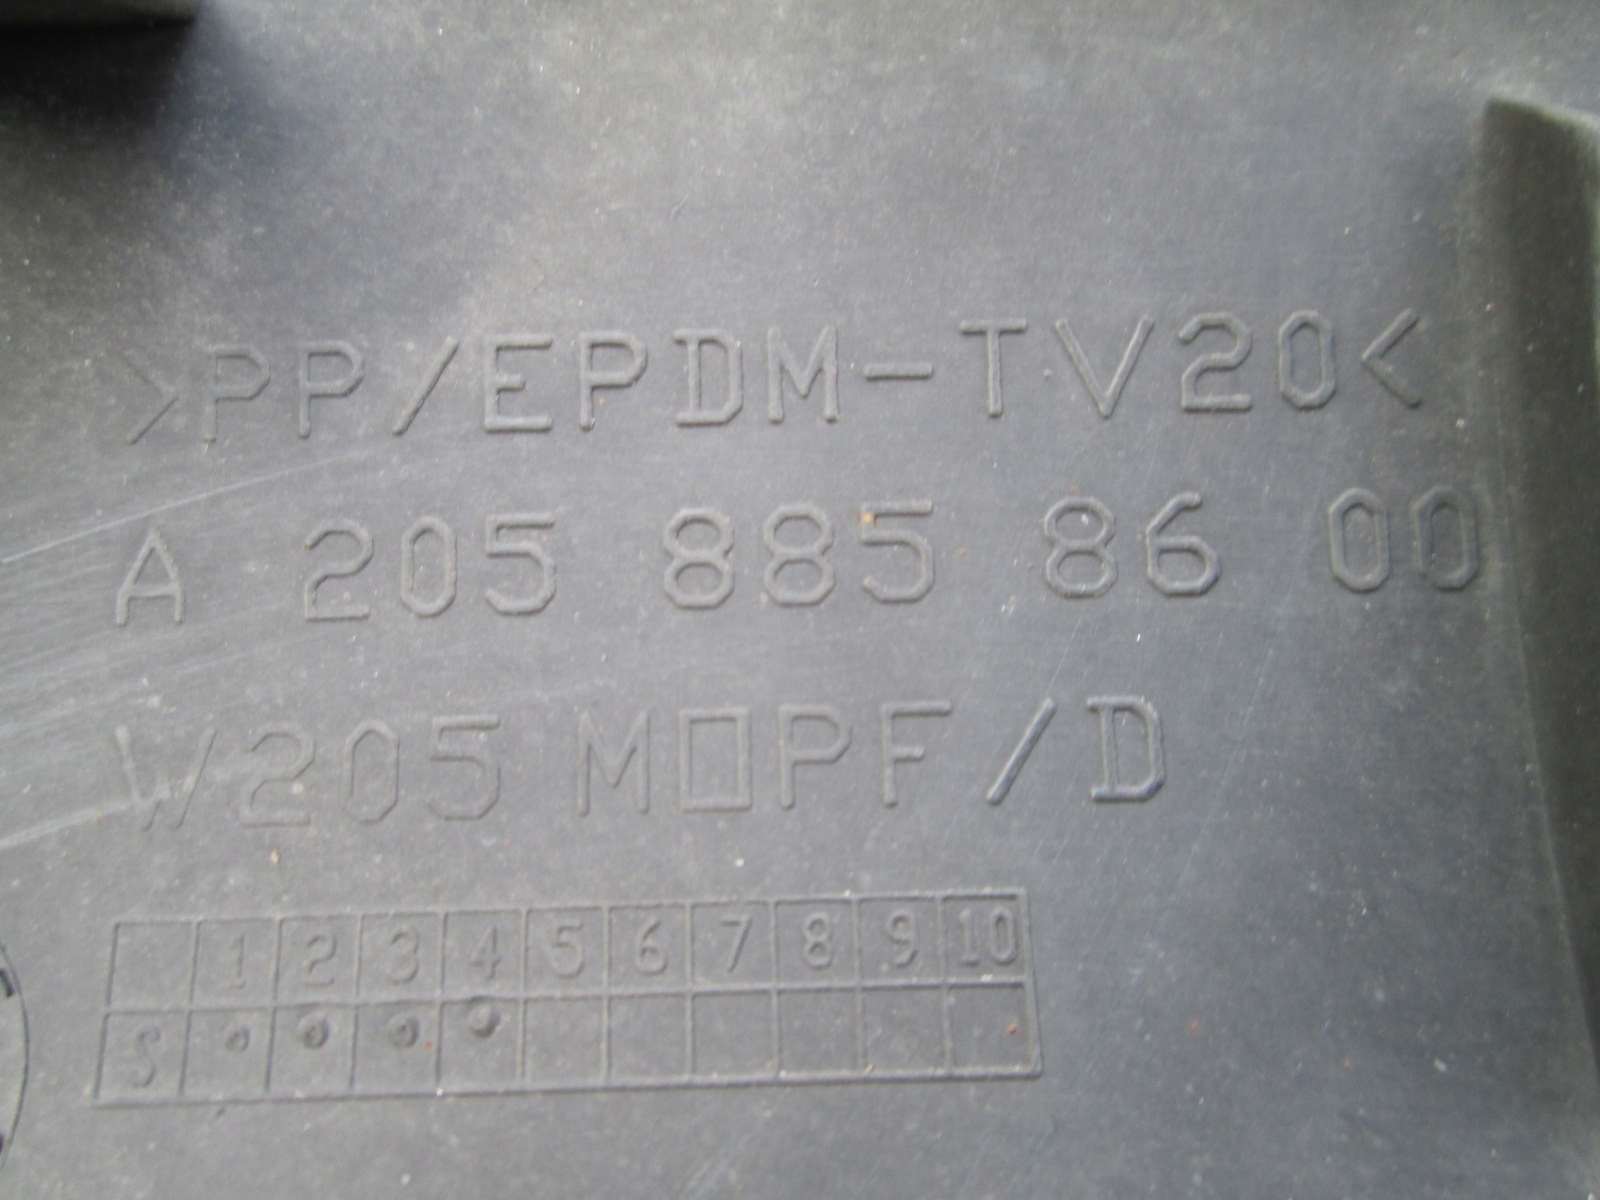 >PP/EPDM-TV20<
A 205 885 86 00
W205 M□PF/D
1 2 3 4 5 6 7 8 9 10
S